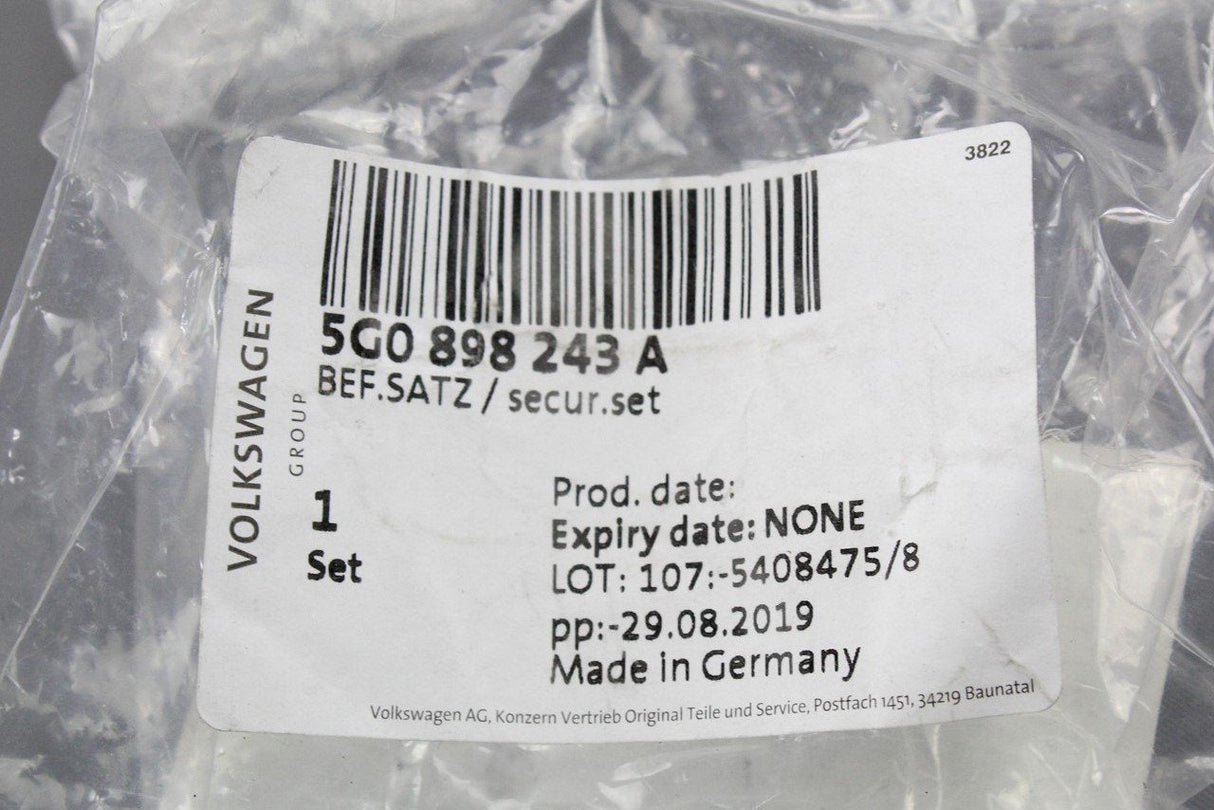 3822
VOLKSWAGEN
GROUP
5G0 898 243 A
BEF.SATZ / secur.set
1
Set
Prod. date:
Expiry date: NONE
LOT: 107:-5408475/8
pp:-29.08.2019
Made in Germany
Volkswagen AG, Konzern Vertrieb Original Teile und Service, Postfach 1451, 34219 Baunatal